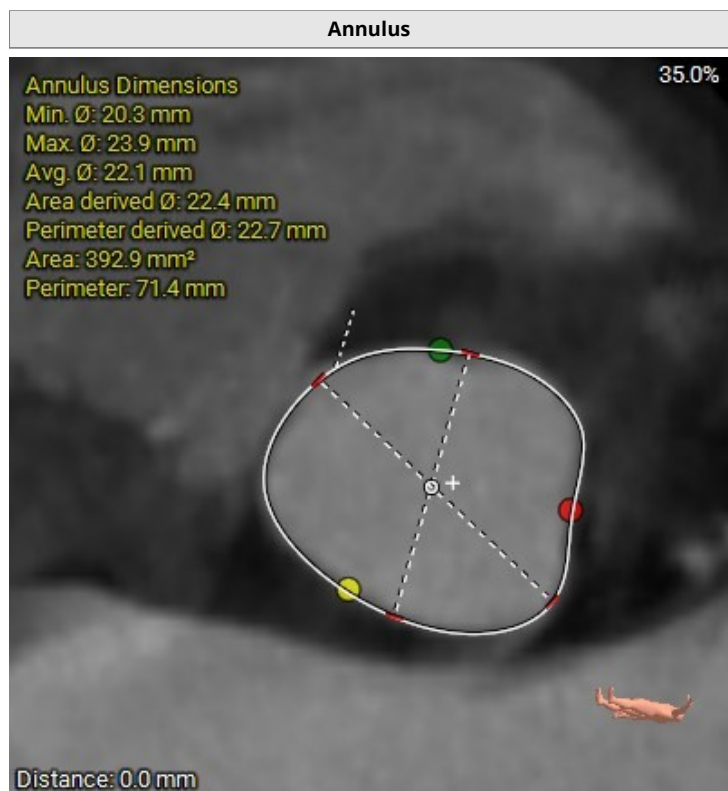 Annulus
35.0%
Annulus Dimensions
Min. Ø: 20.3 mm
Max. Ø: 23.9 mm
Avg. Ø: 22.1 mm
Area derived Ø: 22.4 mm
Perimeter derived Ø: 22.7 mm
Area: 392.9 mm²
Perimeter: 71.4 mm
Distance: 0.0 mm